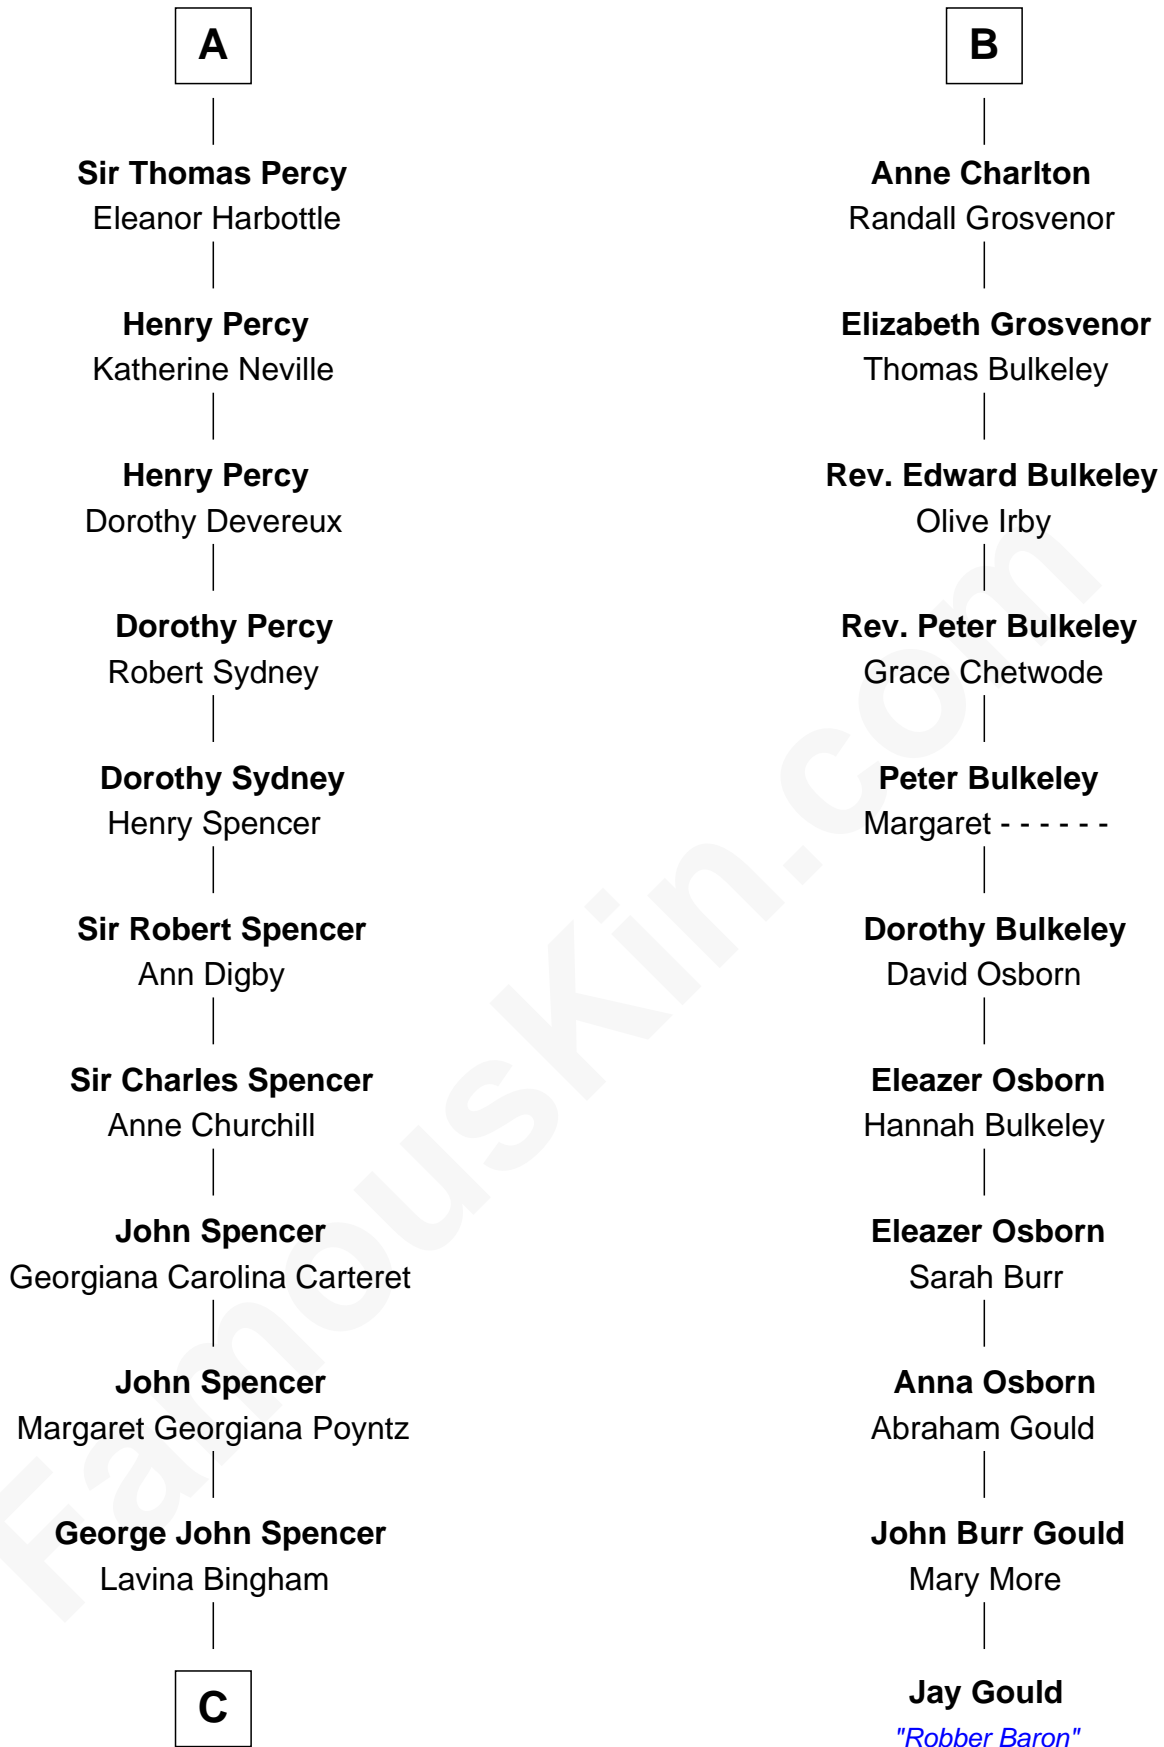 A
Sir Thomas Percy
Eleanor Harbottle
Henry Percy
Katherine Neville
Henry Percy
Dorothy Devereux
Dorothy Percy
Robert Sydney
Dorothy Sydney
Henry Spencer
Sir Robert Spencer
Ann Digby
Sir Charles Spencer
Anne Churchill
John Spencer
Georgiana Carolina Carteret
John Spencer
Margaret Georgiana Poyntz
George John Spencer
Lavina Bingham
C
B
Anne Charlton
Randall Grosvenor
Elizabeth Grosvenor
Thomas Bulkeley
Rev. Edward Bulkeley
Olive Irby
Rev. Peter Bulkeley
Grace Chetwode
Peter Bulkeley
Margaret - - - - - -
Dorothy Bulkeley
David Osborn
Eleazer Osborn
Hannah Bulkeley
Eleazer Osborn
Sarah Burr
Anna Osborn
Abraham Gould
John Burr Gould
Mary More
Jay Gould
"Robber Baron"
FamousKin.com